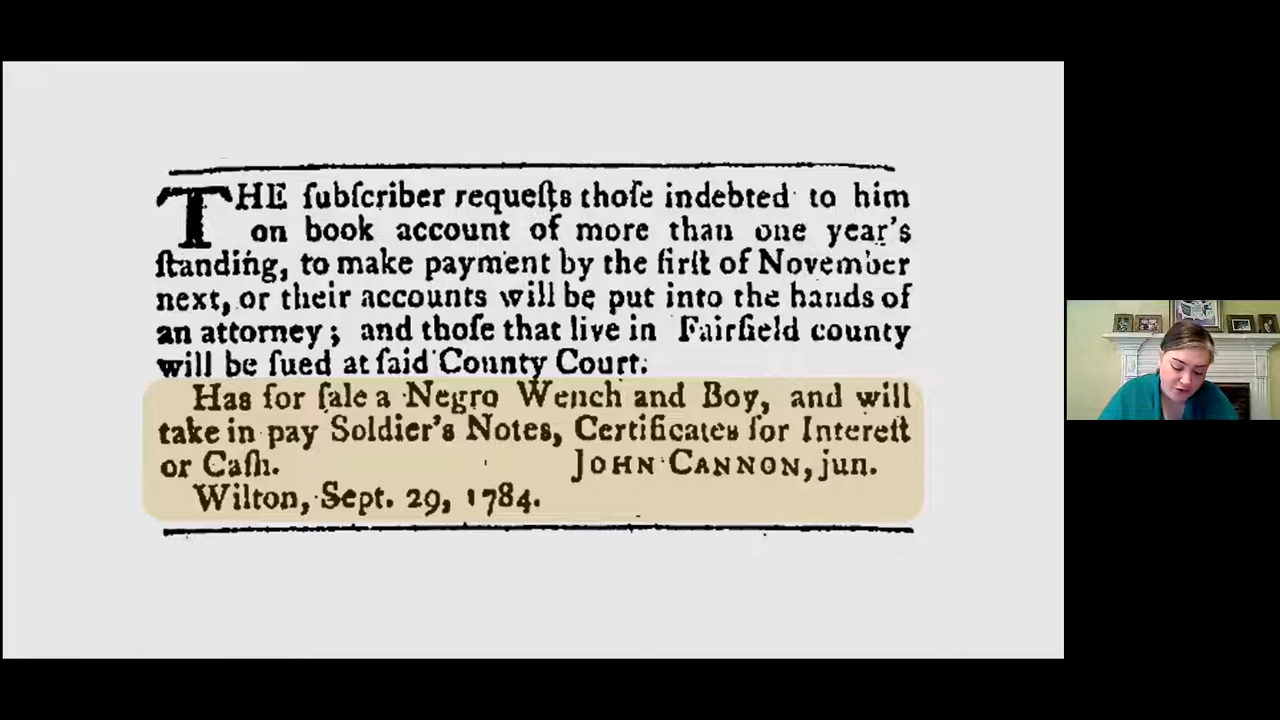 THE ſubſcriber requeſts thoſe indebted to him
on book account of more than one year's
ſtanding, to make payment by the firſt of November
next, or their accounts will be put into the hands of
an attorney; and thoſe that live in Fairfield county
will be ſued at ſaid County Court.
Has for ſale a Negro Wench and Boy, and will
take in pay Soldier's Notes, Certificates for Intereſt
or Caſh. JOHN CANNON, jun.
Wilton, Sept. 29, 1784.